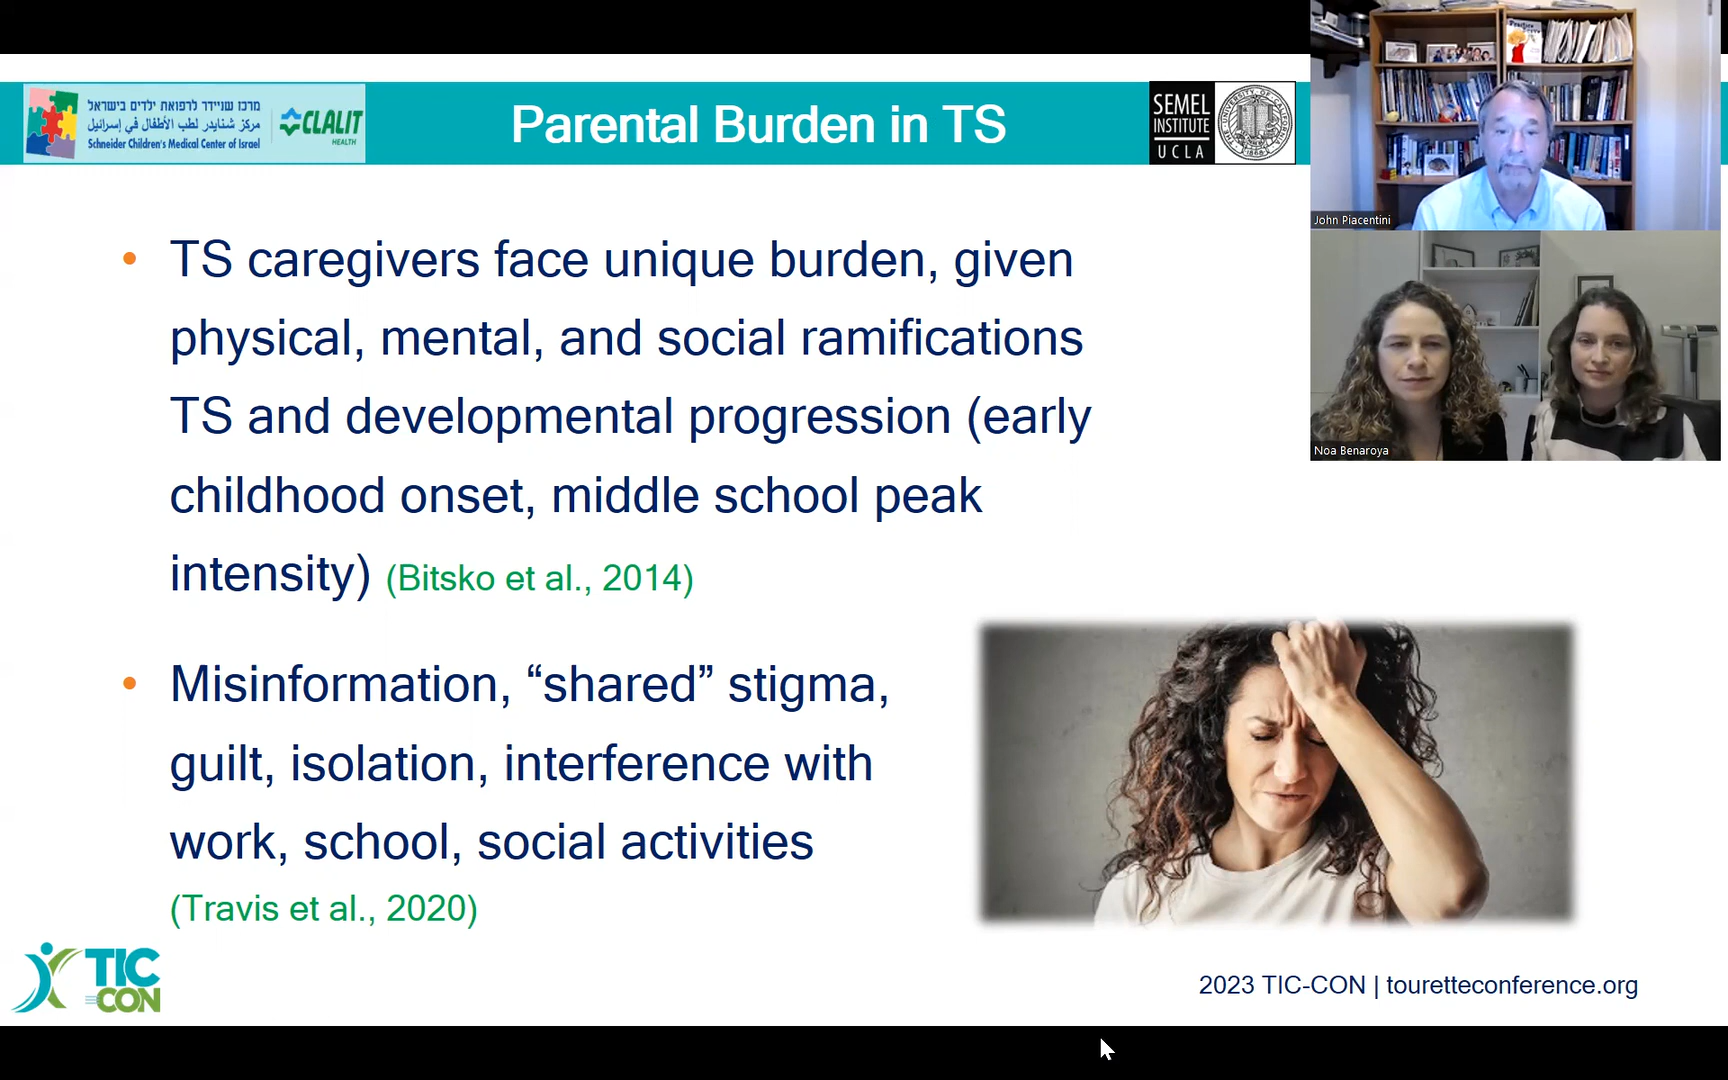 מרכז שניידר לרפואת ילדים בישראל
مركز شنايدر لطب الأطفال في إسرائيل
Schneider Children's Medical Center of Israel
CLALIT
HEALTH
Parental Burden in TS
SEMEL
INSTITUTE
UCLA
John Piacentini
Noa Benaroya
• TS caregivers face unique burden, given
physical, mental, and social ramifications
TS and developmental progression (early
childhood onset, middle school peak
intensity) (Bitsko et al., 2014)
• Misinformation, “shared” stigma,
guilt, isolation, interference with
work, school, social activities
(Travis et al., 2020)
TIC
CON
2023 TIC-CON | touretteconference.org